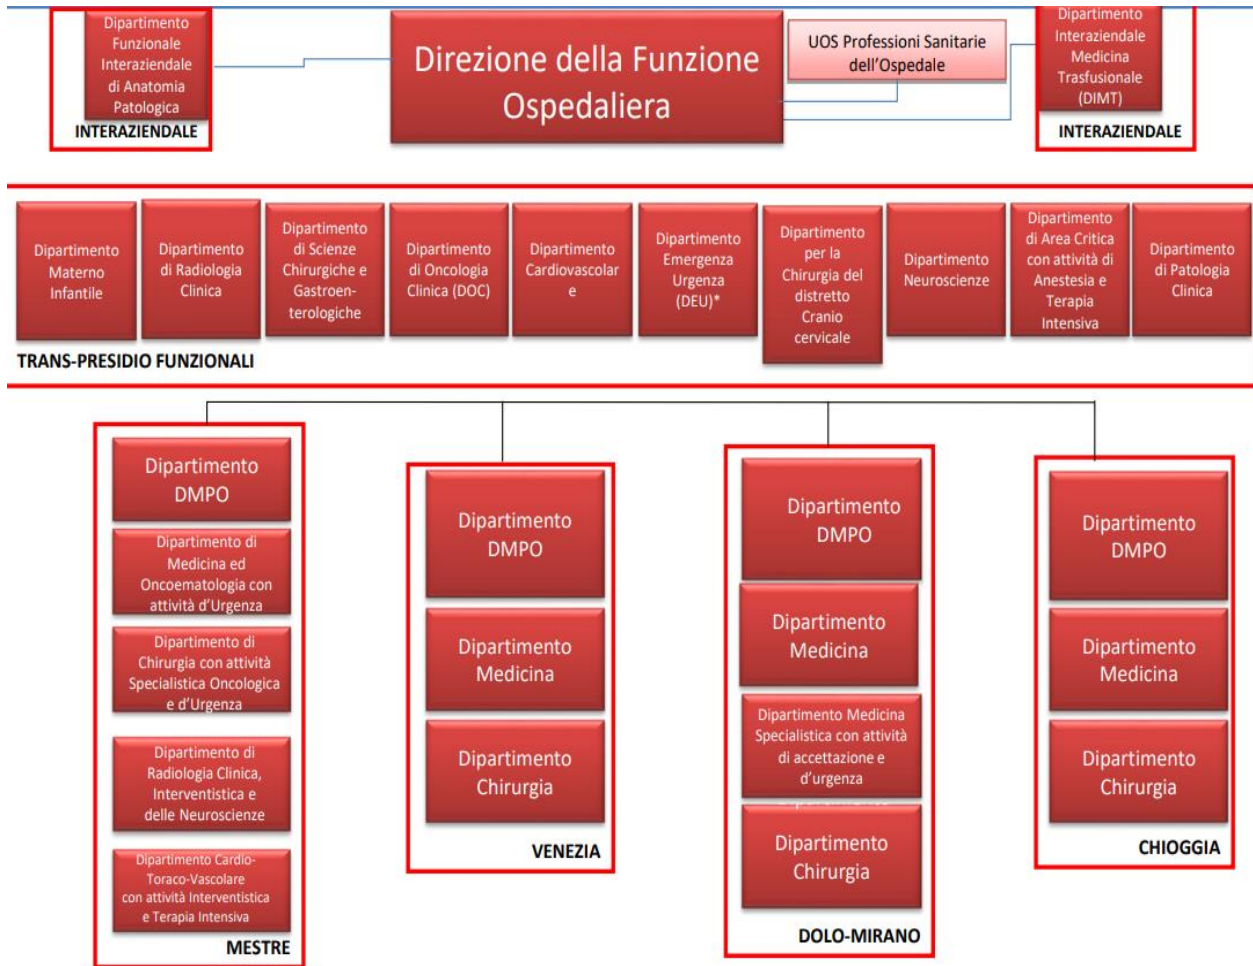 Dipartimento
Funzionale
Interaziendale
di Anatomia
Patologica
INTERAZIENDALE
Direzione della Funzione
Ospedaliera
UOS Professioni Sanitarie
dell'Ospedale
Dipartimento
Interaziendale
Medicina
Trasfusionale
(DIMT)
INTERAZIENDALE
Dipartimento
Materno
Infantile
Dipartimento
di Radiologia
Clinica
Dipartimento
di Scienze
Chirurgiche e
Gastroen-
terologiche
Dipartimento
di Oncologia
Clinica (DOC)
Dipartimento
Cardiovascolar
e
Dipartimento
Emergenza
Urgenza
(DEU)*
Dipartimento
per la
Chirurgia del
distretto
Cranio
cervicale
Dipartimento
Neuroscienze
Dipartimento
di Area Critica
con attività di
Anestesia e
Terapia
Intensiva
Dipartimento
di Patologia
Clinica
TRANS-PRESIDIO FUNZIONALI
Dipartimento
DMPO
Dipartimento di
Medicina ed
Oncoematologia con
attività d'Urgenza
Dipartimento di
Chirurgia con attività
Specialistica Oncologica
e d'Urgenza
Dipartimento di
Radiologia Clinica,
Interventistica e
delle Neuroscienze
Dipartimento Cardio-
Toraco-Vascolare
con attività Interventistica
e Terapia Intensiva
MESTRE
Dipartimento
DMPO
Dipartimento
Medicina
Dipartimento
Chirurgia
VENEZIA
Dipartimento
DMPO
Dipartimento
Medicina
Dipartimento Medicina
Specialistica con attività
di accettazione e
d'urgenza
Dipartimento
Chirurgia
DOLO-MIRANO
Dipartimento
DMPO
Dipartimento
Medicina
Dipartimento
Chirurgia
CHIOGGIA